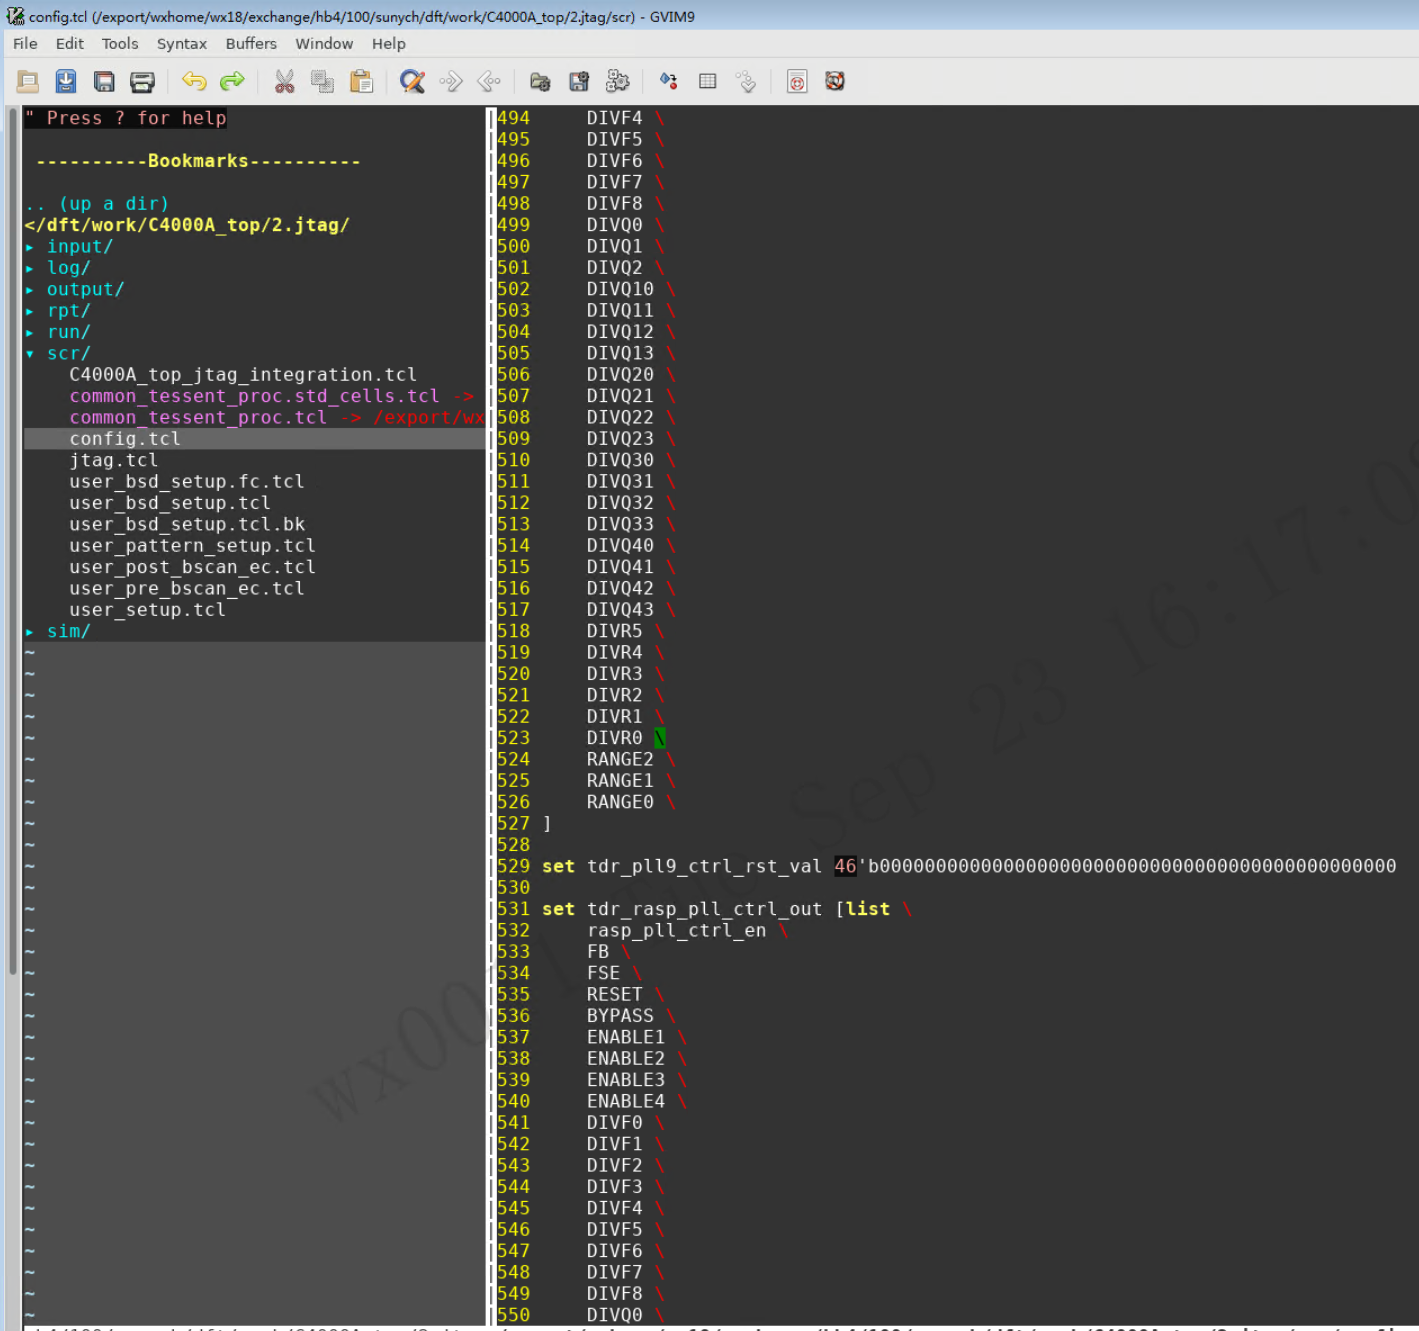 config.tcl (/export/wxhome/wx18/exchange/hb4/100/sunych/dft/work/C4000A_top/2.jtag/scr) - GVIM9
File Edit Tools Syntax Buffers Window Help
" Press ? for help
----------Bookmarks----------
.. (up a dir)
</dft/work/C4000A_top/2.jtag/
▸ input/
▸ log/
▸ output/
▸ rpt/
▸ run/
▾ scr/
C4000A_top_jtag_integration.tcl
common_tessent_proc.std_cells.tcl ->
common_tessent_proc.tcl -> /export/wx
config.tcl
jtag.tcl
user_bsd_setup.fc.tcl
user_bsd_setup.tcl
user_bsd_setup.tcl.bk
user_pattern_setup.tcl
user_post_bscan_ec.tcl
user_pre_bscan_ec.tcl
user_setup.tcl
▸ sim/
494 DIVF4 \
495 DIVF5 \
496 DIVF6 \
497 DIVF7 \
498 DIVF8 \
499 DIVQ0 \
500 DIVQ1 \
501 DIVQ2 \
502 DIVQ10 \
503 DIVQ11 \
504 DIVQ12 \
505 DIVQ13 \
506 DIVQ20 \
507 DIVQ21 \
508 DIVQ22 \
509 DIVQ23 \
510 DIVQ30 \
511 DIVQ31 \
512 DIVQ32 \
513 DIVQ33 \
514 DIVQ40 \
515 DIVQ41 \
516 DIVQ42 \
517 DIVQ43 \
518 DIVR5 \
519 DIVR4 \
520 DIVR3 \
521 DIVR2 \
522 DIVR1 \
523 DIVR0 \
524 RANGE2 \
525 RANGE1 \
526 RANGE0 \
527 ]
528
529 set tdr_pll9_ctrl_rst_val 46'b0000000000000000000000000000000000000000000000
530
531 set tdr_rasp_pll_ctrl_out [list \
532 rasp_pll_ctrl_en \
533 FB \
534 FSE \
535 RESET \
536 BYPASS \
537 ENABLE1 \
538 ENABLE2 \
539 ENABLE3 \
540 ENABLE4 \
541 DIVF0 \
542 DIVF1 \
543 DIVF2 \
544 DIVF3 \
545 DIVF4 \
546 DIVF5 \
547 DIVF6 \
548 DIVF7 \
549 DIVF8 \
550 DIVQ0 \
Sep 23 16:17:0